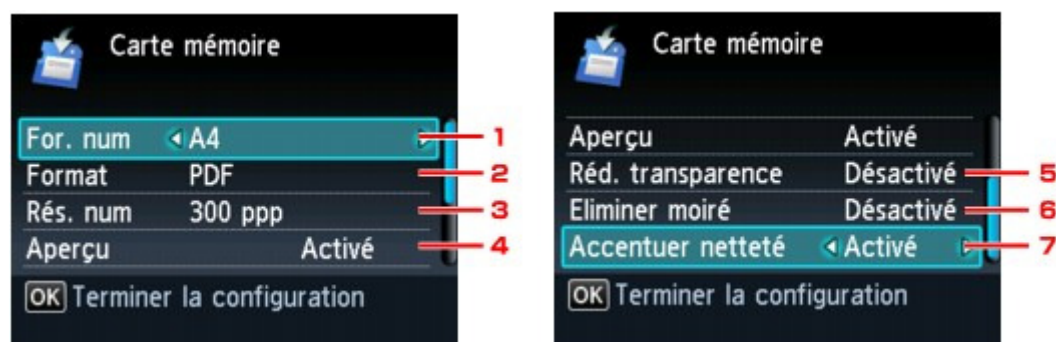 Carte mémoire
For. num A4 1
Format PDF 2
Rés. num 300 ppp 3
Aperçu Activé 4
OK Terminer la configuration
Carte mémoire
Aperçu Activé
Réd. transparence Désactivé 5
Eliminer moiré Désactivé 6
Accentuer netteté Activé 7
OK Terminer la configuration